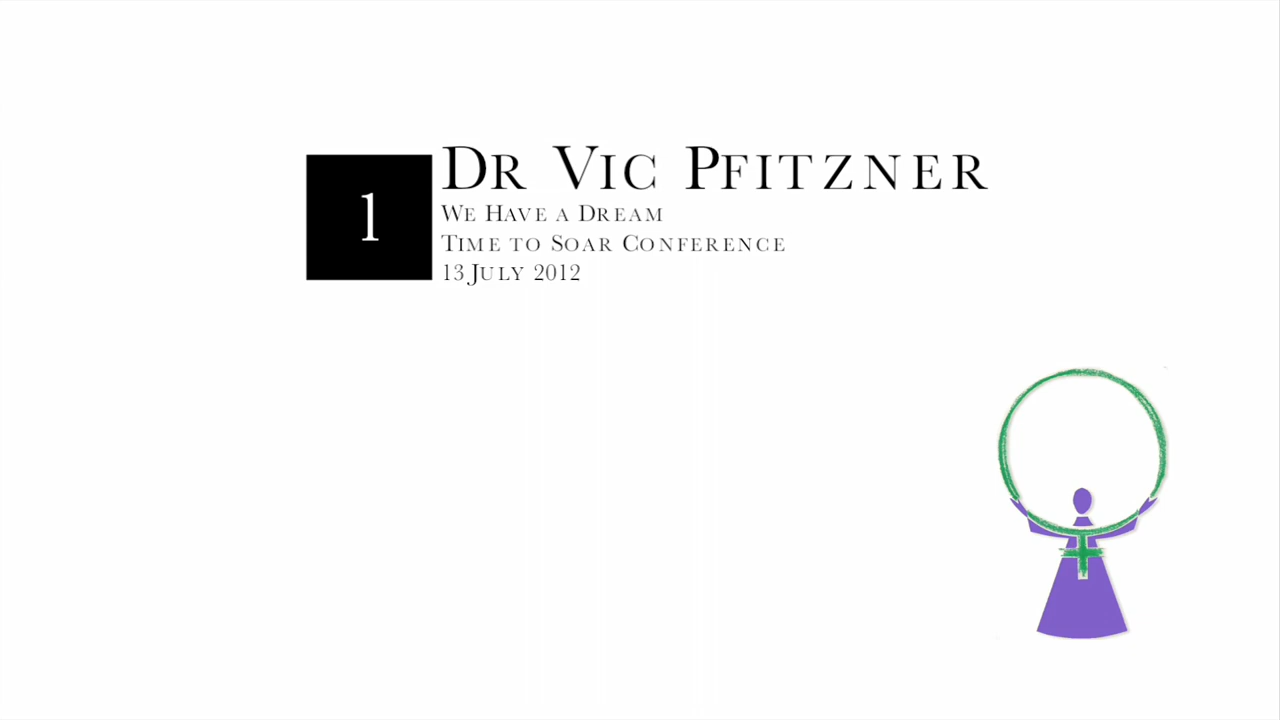 1
Dr Vic Pfitzner
We Have a Dream
Time to Soar Conference
13 July 2012